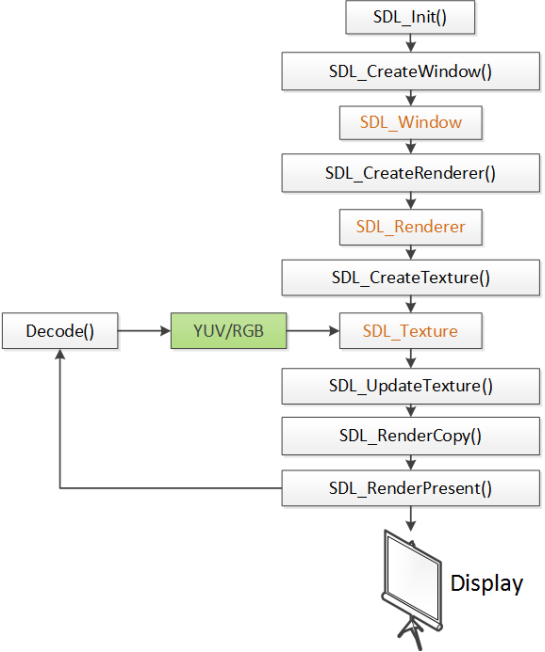 SDL_Init()
SDL_CreateWindow()
SDL_Window
SDL_CreateRenderer()
SDL_Renderer
SDL_CreateTexture()
Decode()
YUV/RGB
SDL_Texture
SDL_UpdateTexture()
SDL_RenderCopy()
SDL_RenderPresent()
Display